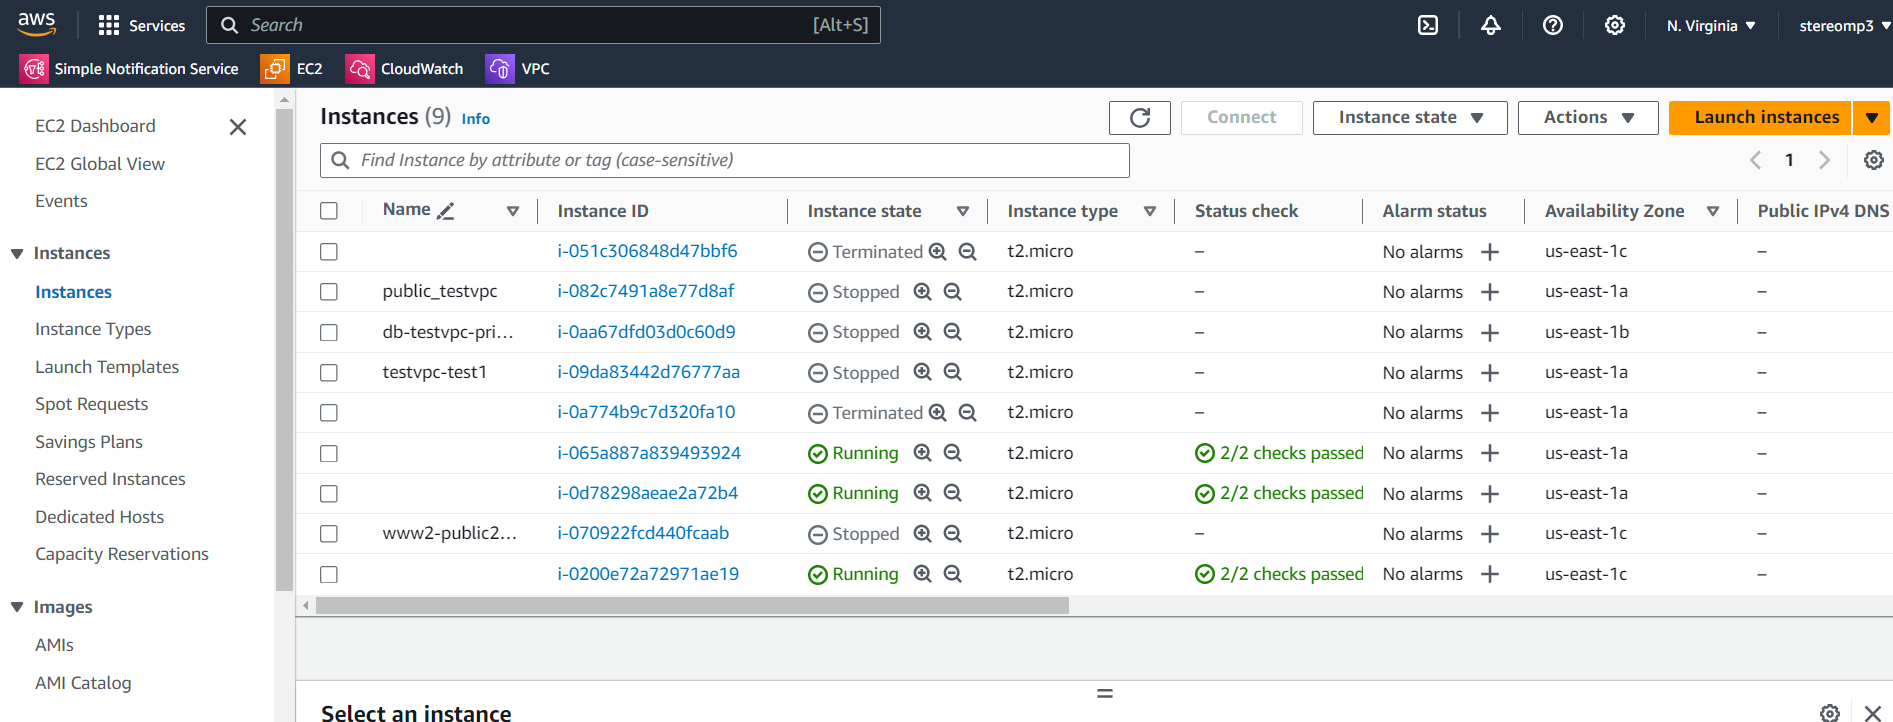 aws Services Search [Alt+S] N. Virginia stereomp3
Simple Notification Service EC2 CloudWatch VPC
EC2 Dashboard
EC2 Global View
Events
Instances
Instances
Instance Types
Launch Templates
Spot Requests
Savings Plans
Reserved Instances
Dedicated Hosts
Capacity Reservations
Images
AMIs
AMI Catalog
Instances (9) Info Connect Instance state Actions Launch instances
Find Instance by attribute or tag (case-sensitive) 1
Name Instance ID Instance state Instance type Status check Alarm status Availability Zone Public IPv4 DNS
i-051c306848d47bbf6 Terminated t2.micro – No alarms us-east-1c –
public_testvpc i-082c7491a8e77d8af Stopped t2.micro – No alarms us-east-1a –
db-testvpc-pri... i-0aa67dfd03d0c60d9 Stopped t2.micro – No alarms us-east-1b –
testvpc-test1 i-09da83442d76777aa Stopped t2.micro – No alarms us-east-1a –
i-0a774b9c7d320fa10 Terminated t2.micro – No alarms us-east-1a –
i-065a887a839493924 Running t2.micro 2/2 checks passed No alarms us-east-1a –
i-0d78298aeae2a72b4 Running t2.micro 2/2 checks passed No alarms us-east-1a –
www2-public2... i-070922fcd440fcaab Stopped t2.micro – No alarms us-east-1c –
i-0200e72a72971ae19 Running t2.micro 2/2 checks passed No alarms us-east-1c –
Select an instance